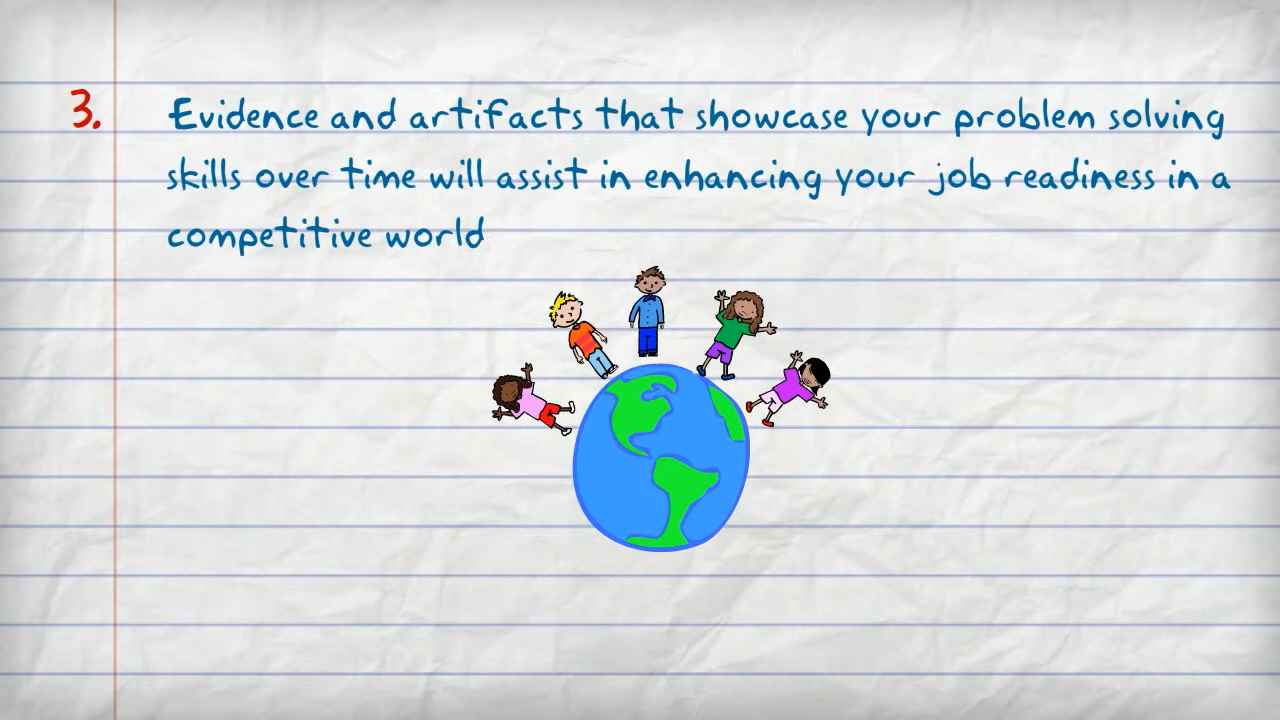 3. Evidence and artifacts that showcase your problem solving
skills over time will assist in enhancing your job readiness in a
competitive world